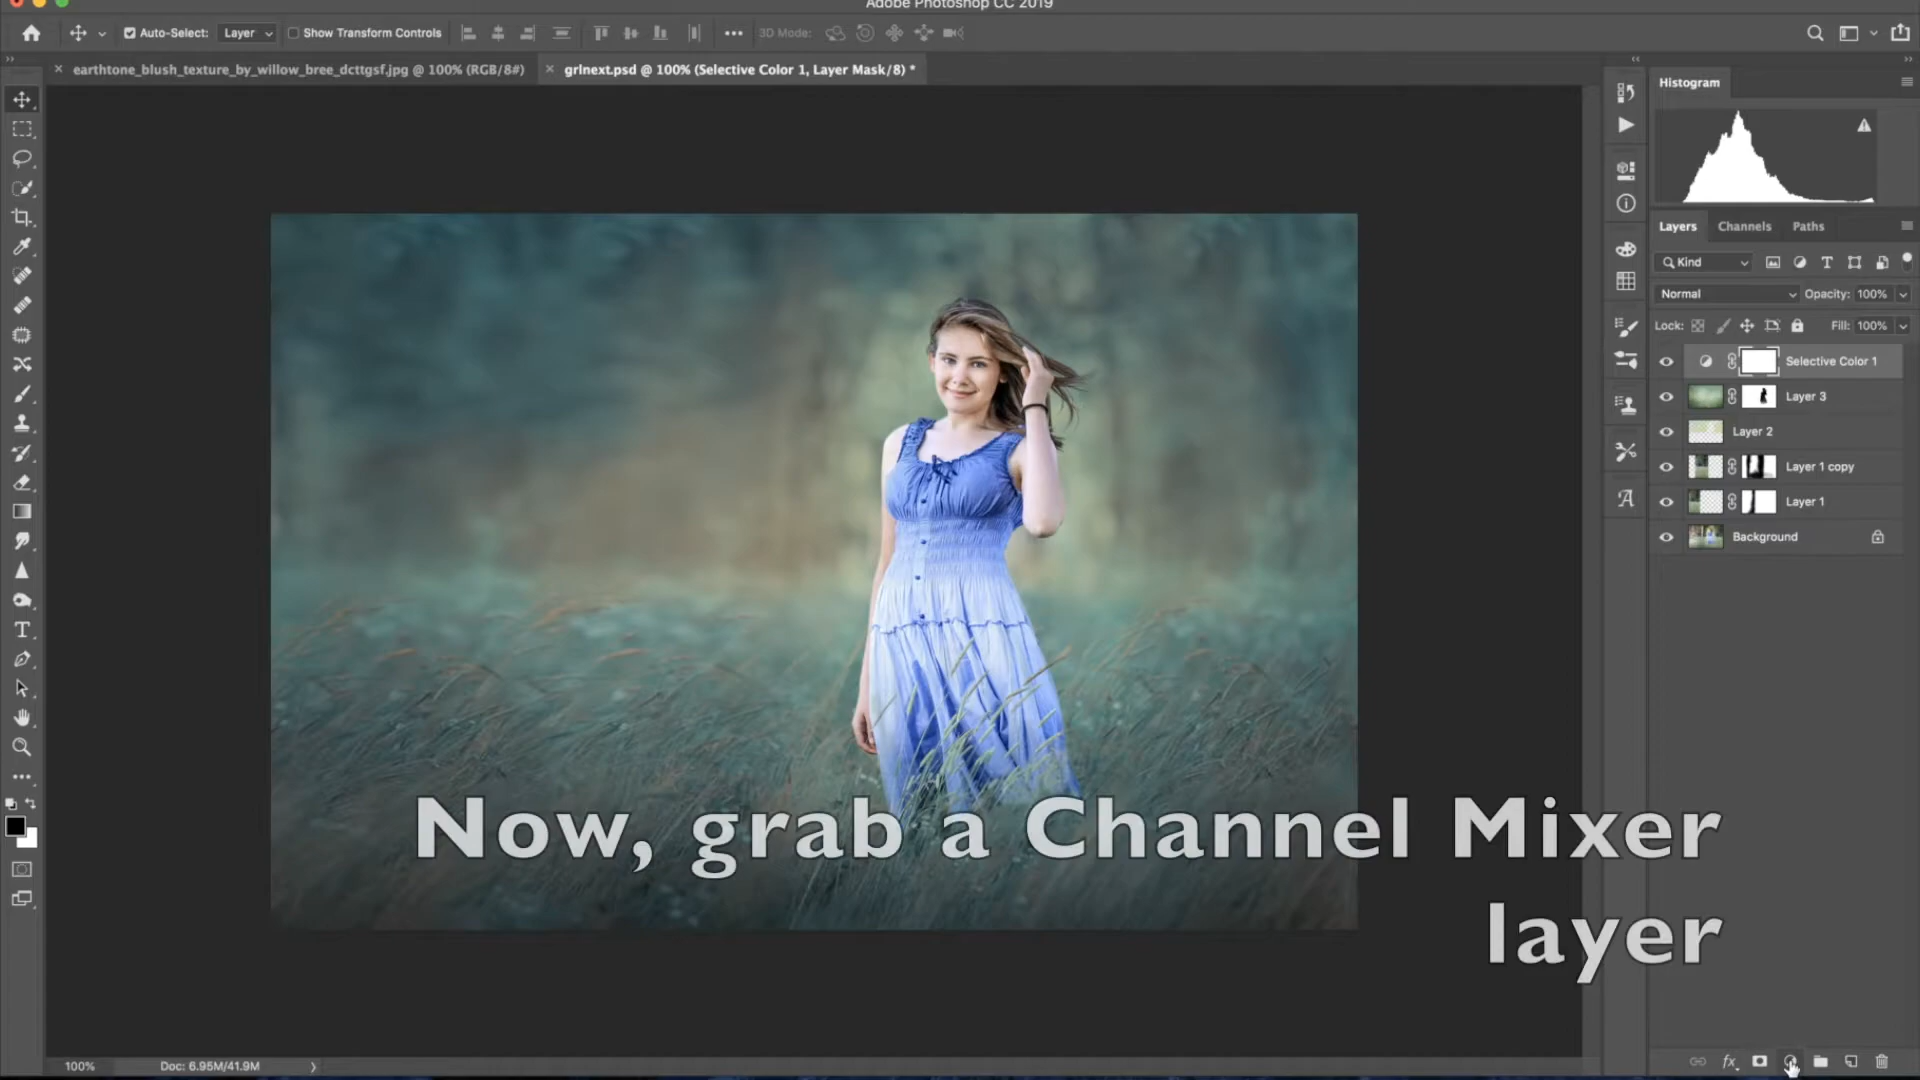 Adobe Photoshop CC 2019
Auto-Select: Layer Show Transform Controls 3D Mode:
earthtone_blush_texture_by_willow_bree_dcttgsf.jpg @ 100% (RGB/8#) grlnext.psd @ 100% (Selective Color 1, Layer Mask/8) *
Histogram
Layers Channels Paths
Kind
Normal Opacity: 100%
Lock: Fill: 100%
Selective Color 1
Layer 3
Layer 2
Layer 1 copy
Layer 1
Background
Now, grab a Channel Mixer
layer
100% Doc: 6.95M/41.9M
fx